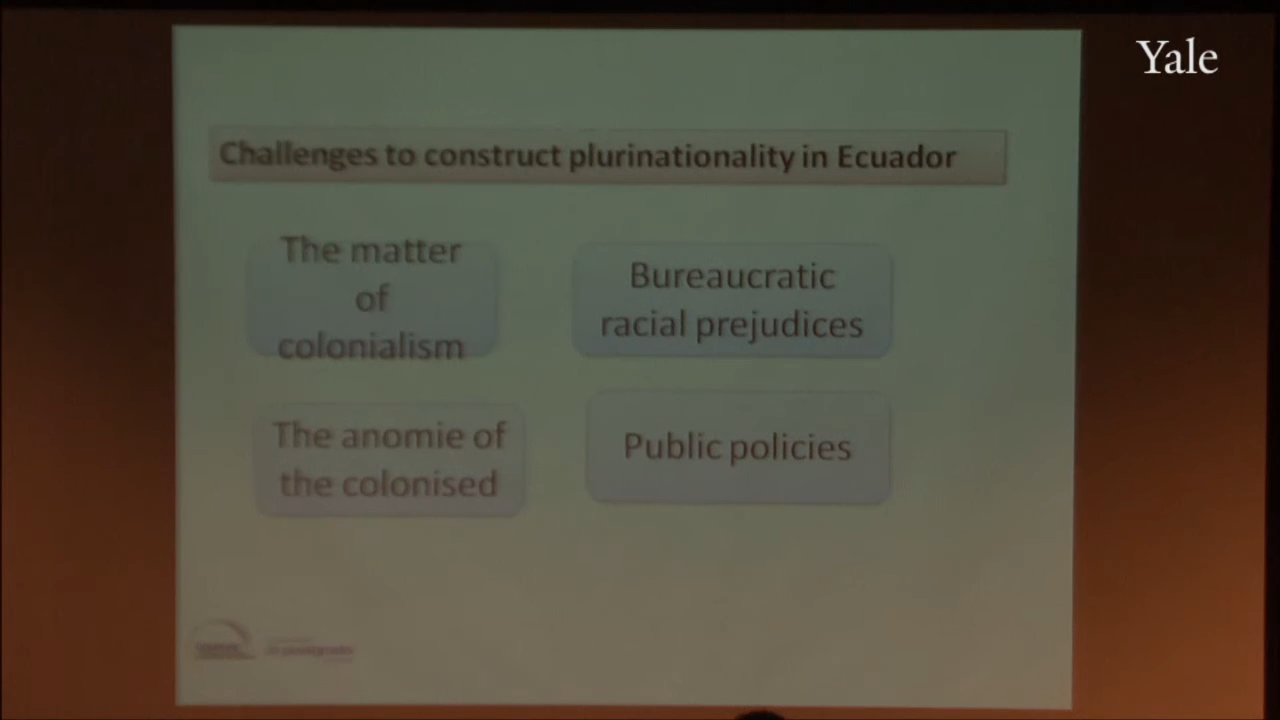 Yale
Challenges to construct plurinationality in Ecuador
The matter
of
colonialism
Bureaucratic
racial prejudices
The anomie of
the colonised
Public policies